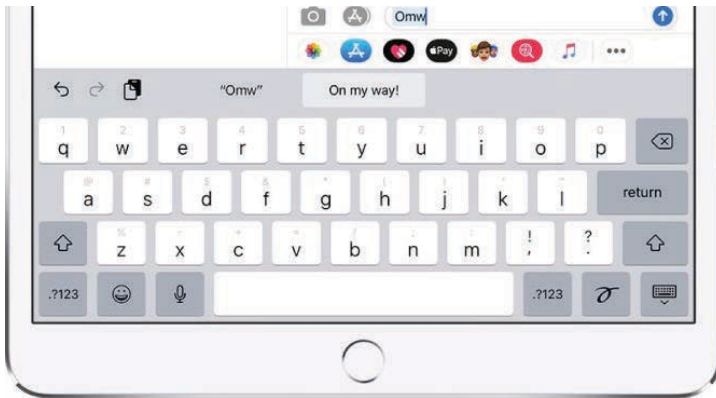 Omw
Pay
"Omw" On my way!
1 2 3 4 5 6 7 8 9 0
q w e r t y u i o p
@ # $ & * ( ) ' "
a s d f g h j k l return
% - + = / ; : ! ?
z x c v b n m , .
.?123 .?123